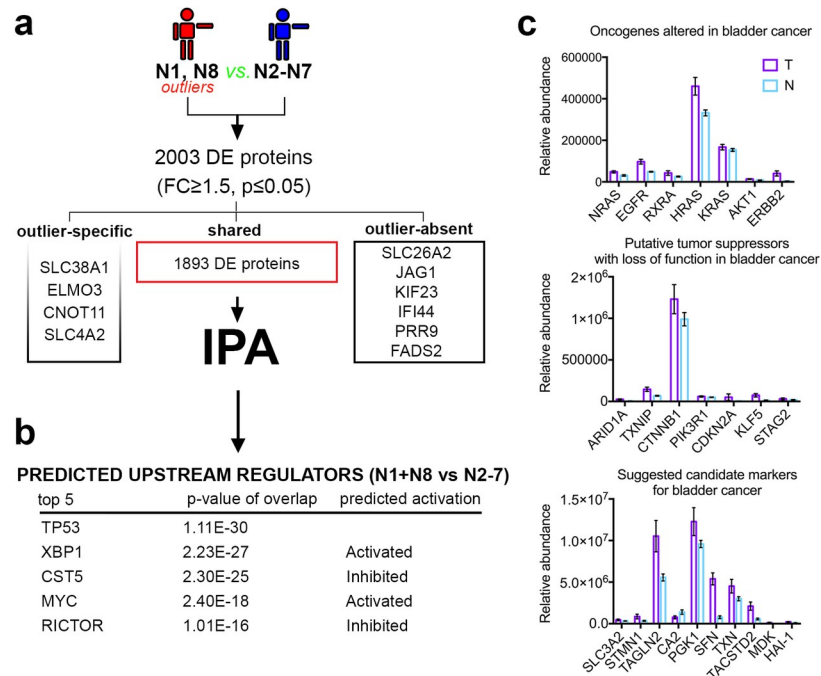 a
N1, N8 vs. N2-N7
outliers
2003 DE proteins
(FC≥1.5, p≤0.05)
outlier-specific
SLC38A1
ELMO3
CNOT11
SLC4A2
shared
1893 DE proteins
outlier-absent
SLC26A2
JAG1
KIF23
IFI44
PRR9
FADS2
IPA
b
PREDICTED UPSTREAM REGULATORS (N1+N8 vs N2-7)
top 5 p-value of overlap predicted activation
TP53 1.11E-30
XBP1 2.23E-27 Activated
CST5 2.30E-25 Inhibited
MYC 2.40E-18 Activated
RICTOR 1.01E-16 Inhibited
c
Oncogenes altered in bladder cancer
Relative abundance
600000
400000
200000
0
T
N
NRAS
EGFR
RXRA
HRAS
KRAS
AKT1
ERBB2
Putative tumor suppressors
with loss of function in bladder cancer
Relative abundance
2×10⁶
1×10⁶
500000
0
ARID1A
TXNIP
CTNNB1
PIK3R1
CDKN2A
KLF5
STAG2
Suggested candidate markers
for bladder cancer
Relative abundance
1.5×10⁷
1.0×10⁷
5.0×10⁶
0.0
SLC3A2
STMN1
TAGLN2
CA2
PGK1
SFN
TXN
TACSTD2
MDK
HAI-1